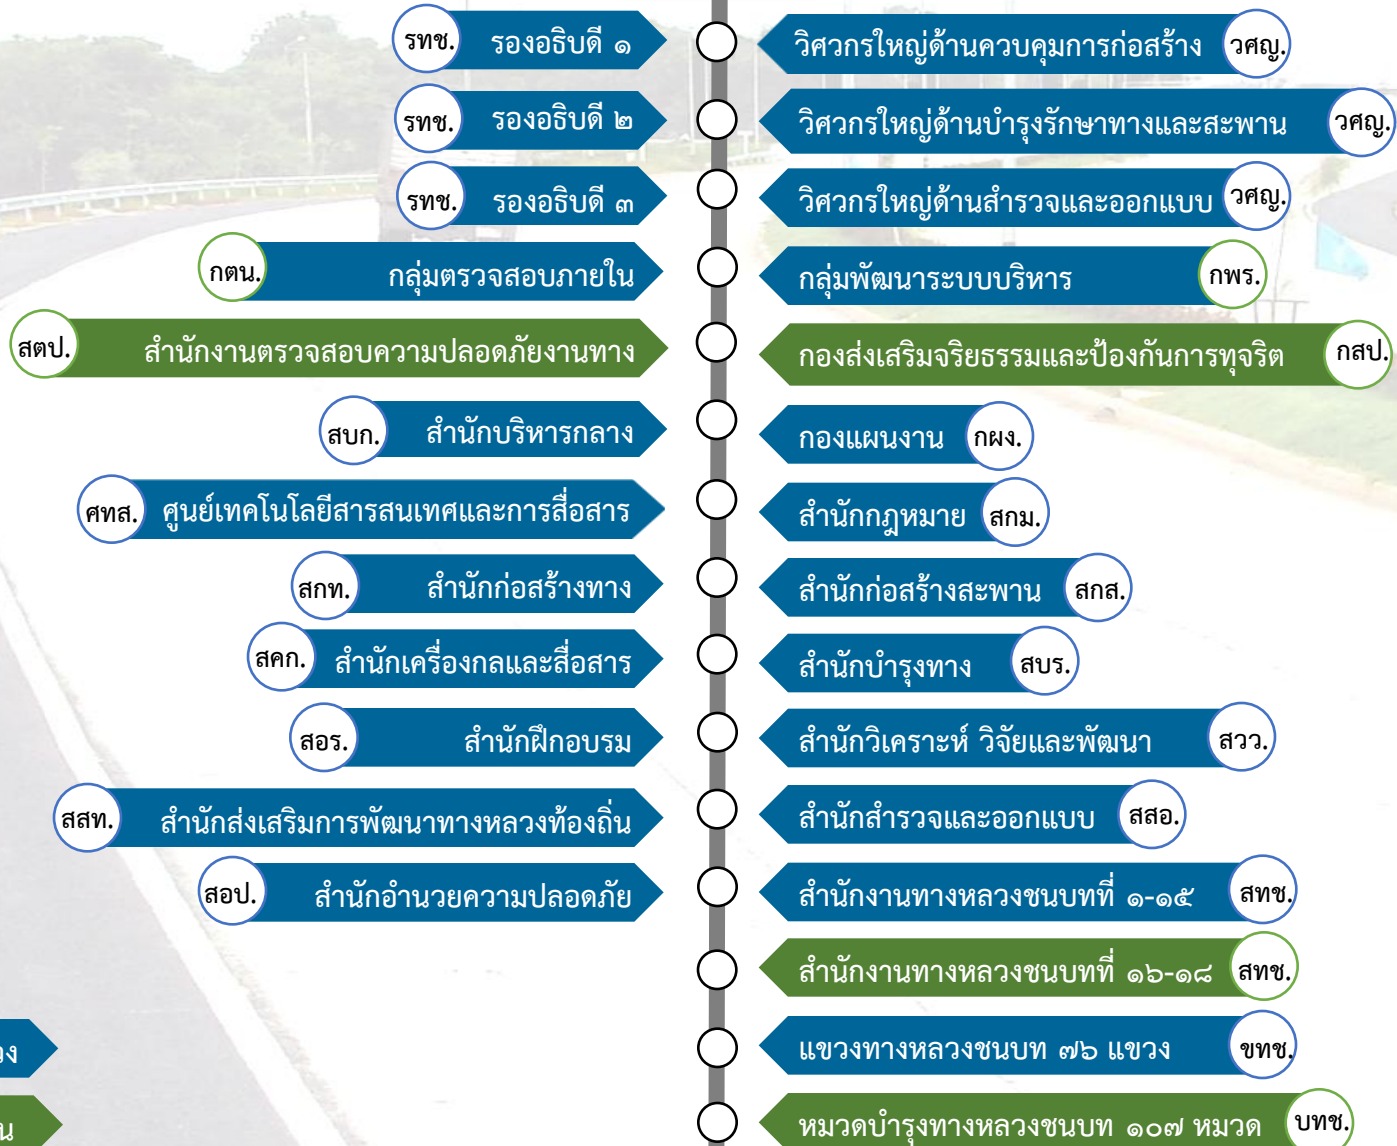 รทช. รองอธิบดี ๑
วิศวกรใหญ่ด้านควบคุมการก่อสร้าง วศญ.
รทช. รองอธิบดี ๒
วิศวกรใหญ่ด้านบำรุงรักษาทางและสะพาน วศญ.
รทช. รองอธิบดี ๓
วิศวกรใหญ่ด้านสำรวจและออกแบบ วศญ.
กตน. กลุ่มตรวจสอบภายใน
กลุ่มพัฒนาระบบบริหาร กพร.
สตป. สำนักงานตรวจสอบความปลอดภัยงานทาง
กองส่งเสริมจริยธรรมและป้องกันการทุจริต กสป.
สบก. สำนักบริหารกลาง
กองแผนงาน กผง.
ศทส. ศูนย์เทคโนโลยีสารสนเทศและการสื่อสาร
สำนักกฎหมาย สกม.
สกท. สำนักก่อสร้างทาง
สำนักก่อสร้างสะพาน สกส.
สคก. สำนักเครื่องกลและสื่อสาร
สำนักบำรุงทาง สบร.
สอร. สำนักฝึกอบรม
สำนักวิเคราะห์ วิจัยและพัฒนา สวว.
สสท. สำนักส่งเสริมการพัฒนาทางหลวงท้องถิ่น
สำนักสำรวจและออกแบบ สสอ.
สอป. สำนักอำนวยความปลอดภัย
สำนักงานทางหลวงชนบทที่ ๑-๑๕ สทช.
สำนักงานทางหลวงชนบทที่ ๑๖-๑๘ สทช.
แขวงทางหลวงชนบท ๗๖ แขวง ขทช.
หมวดบำรุงทางหลวงชนบท ๑๐๗ หมวด บทช.